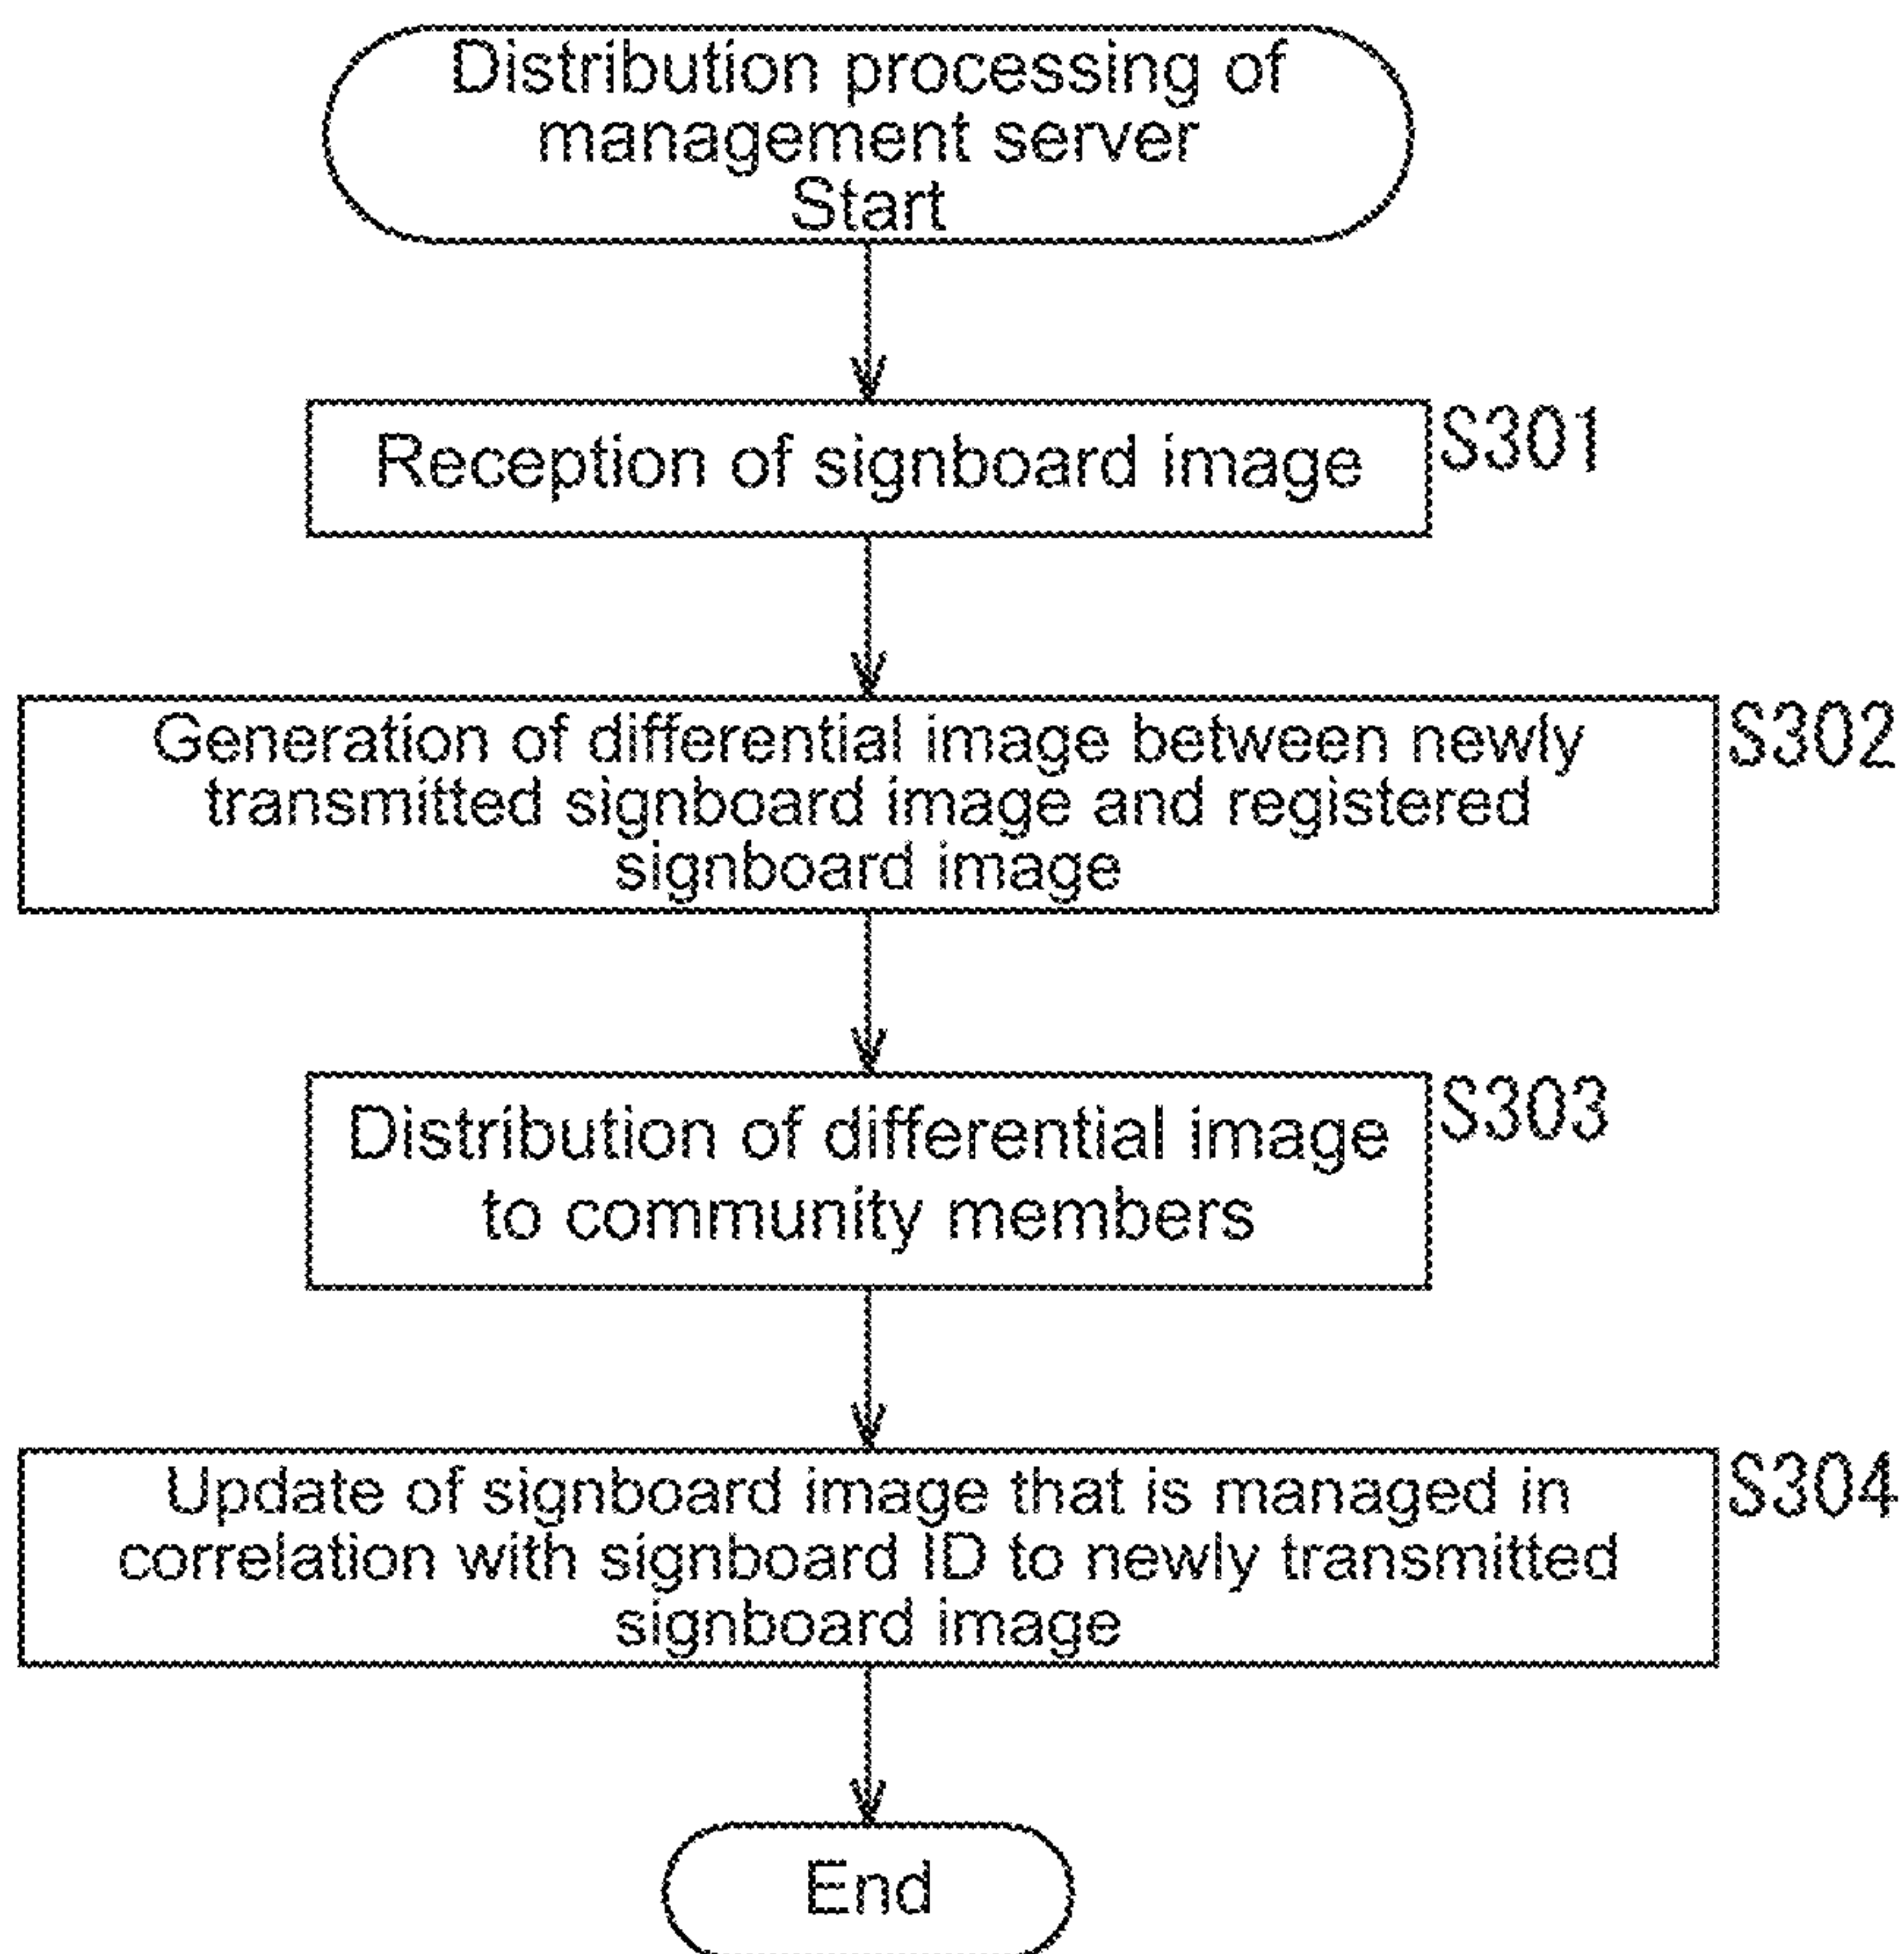 Distribution processing of
management server
Start
Reception of signboard image
S301
Generation of differential image between newly
transmitted signboard image and registered
signboard image
S302
Distribution of differential image
to community members
S303
Update of signboard image that is managed in
correlation with signboard ID to newly transmitted
signboard image
S304
End